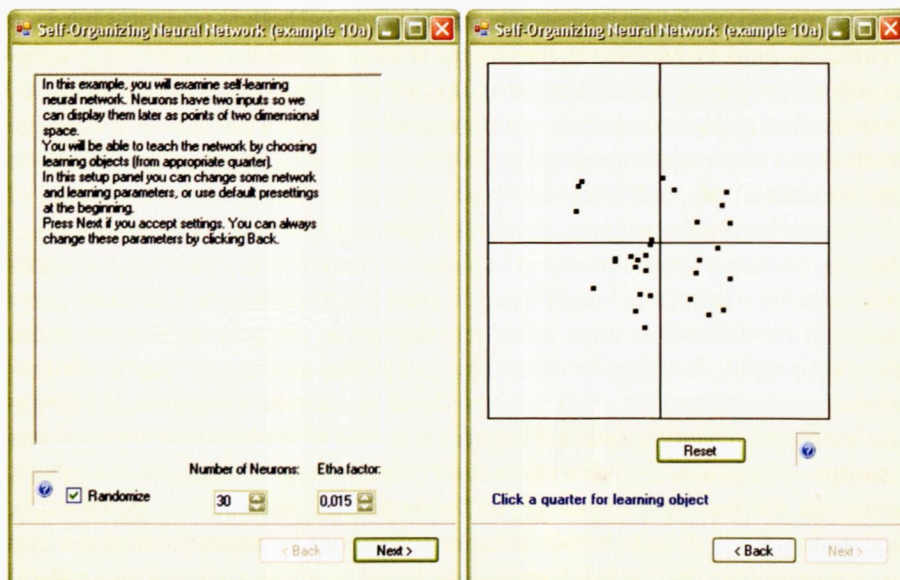 Self-Organizing Neural Network (example 10a)
In this example, you will examine self-learning
neural network. Neurons have two inputs so we
can display them later as points of two dimensional
space.
You will be able to teach the network by choosing
learning objects (from appropriate quarter).
In this setup panel you can change some network
and learning parameters, or use default presettings
at the beginning.
Press Next if you accept settings. You can always
change these parameters by clicking Back.
Number of Neurons: Etha factor:
Randomize 30 0,015
< Back Next >
Self-Organizing Neural Network (example 10a)
Reset
Click a quarter for learning object
< Back Next >